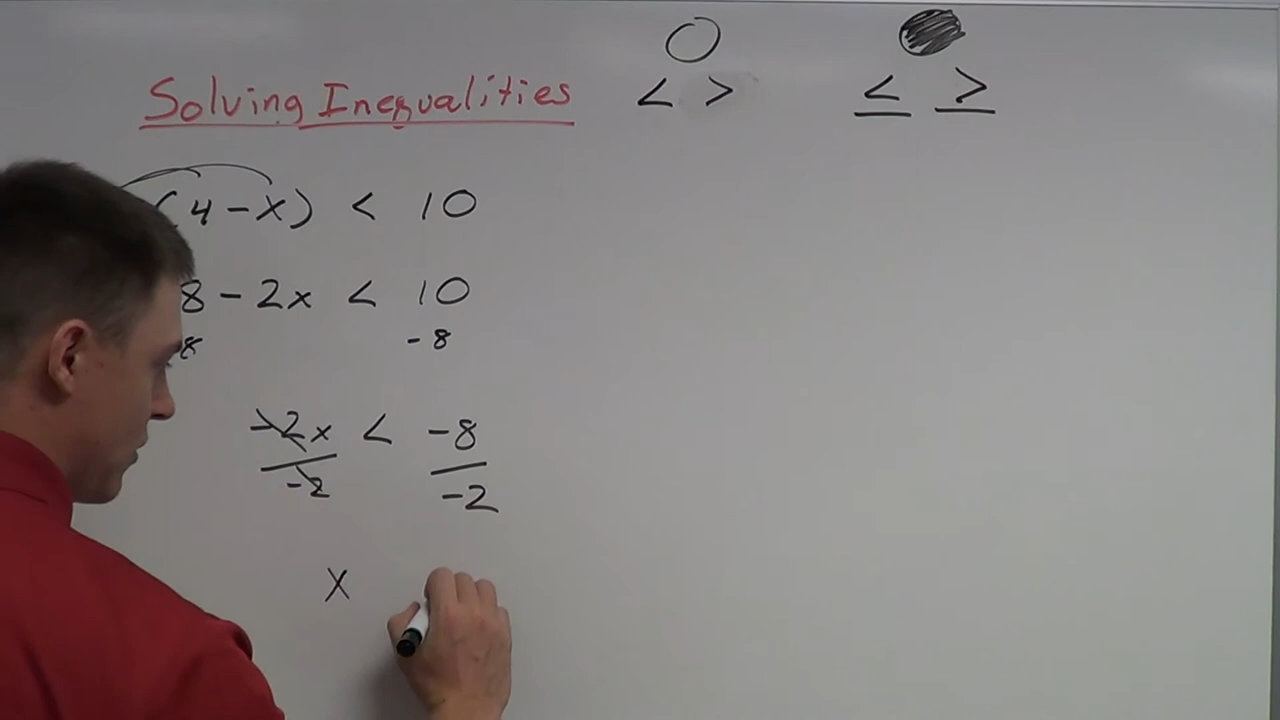 Solving Inequalities
< > ≤ ≥
(4-x) < 10
8-2x < 10
8 -8
-2x < -8
-2 -2
x